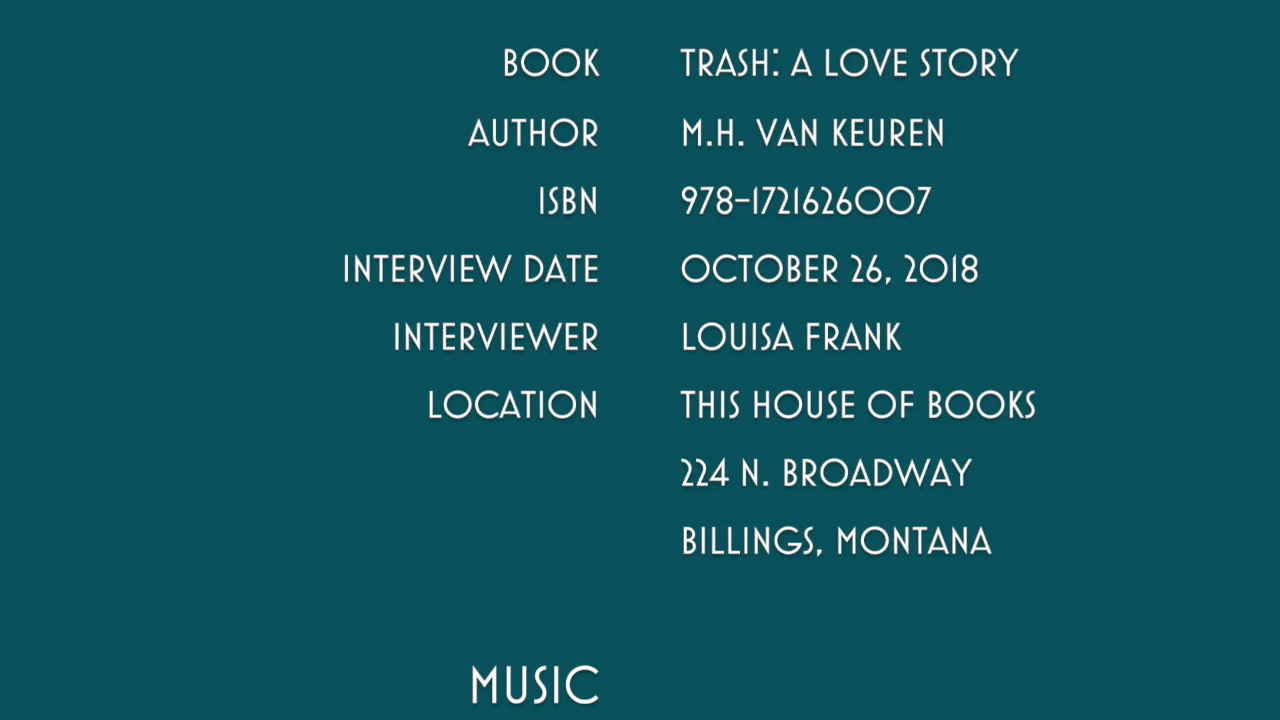 BOOK TRASH: A LOVE STORY
AUTHOR M.H. VAN KEUREN
ISBN 978-1721626007
INTERVIEW DATE OCTOBER 26, 2018
INTERVIEWER LOUISA FRANK
LOCATION THIS HOUSE OF BOOKS
224 N. BROADWAY
BILLINGS, MONTANA
MUSIC